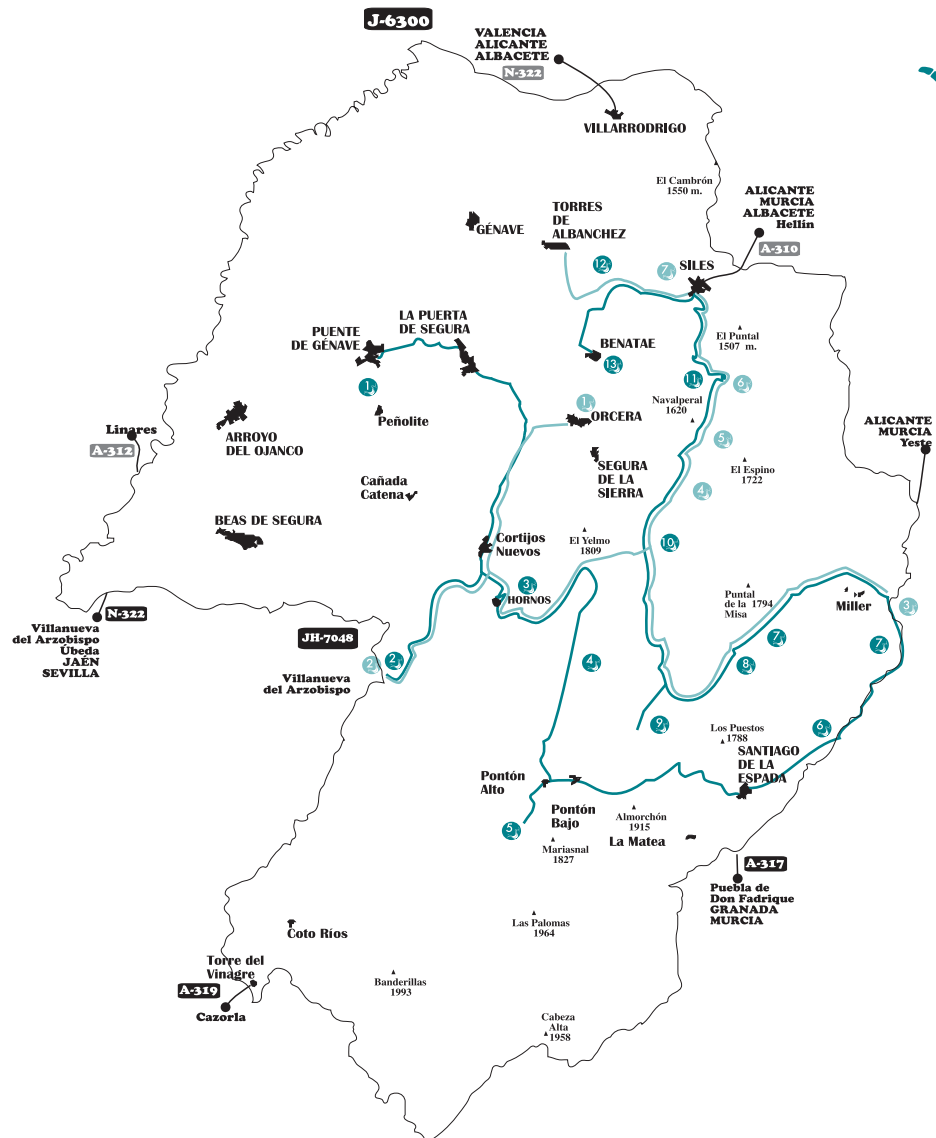 J-6300
VALENCIA
ALICANTE
ALBACETE
N-322
VILLARRODRIGO
El Cambrón
1550 m.
ALICANTE
MURCIA
ALBACETE
Hellín
A-310
TORRES
DE
ALBANCHEZ
GÉNAVE
12
7
SILES
LA PUERTA
DE SEGURA
PUENTE
DE GÉNAVE
BENATAE
13
El Puntal
1507 m.
11
6
1
Peñolite
1
ORCERA
Navalperal
1620
ARROYO
DEL OJANCO
Linares
A-312
ALICANTE
MURCIA
Yeste
5
SEGURA
DE LA
SIERRA
El Espino
1722
4
Cañada
Catena
BEAS DE SEGURA
Cortijos
Nuevos
El Yelmo
1809
10
3
HORNOS
Puntal
de la 1794
Misa
Miller
3
N-322
Villanueva
del Arzobispo
Úbeda
JAÉN
SEVILLA
JH-7048
Villanueva
del Arzobispo
2
2
4
7
7
8
9
6
Los Puestos
1788
SANTIAGO
DE LA
ESPADA
Pontón
Alto
Pontón
Bajo
5
Almorchón
1915
La Matea
Mariasnal
1827
A-317
Puebla de
Don Fadrique
GRANADA
MURCIA
Coto Ríos
Las Palomas
1964
Torre del
Vinagre
A-319
Cazorla
Banderillas
1993
Cabeza
Alta
1958